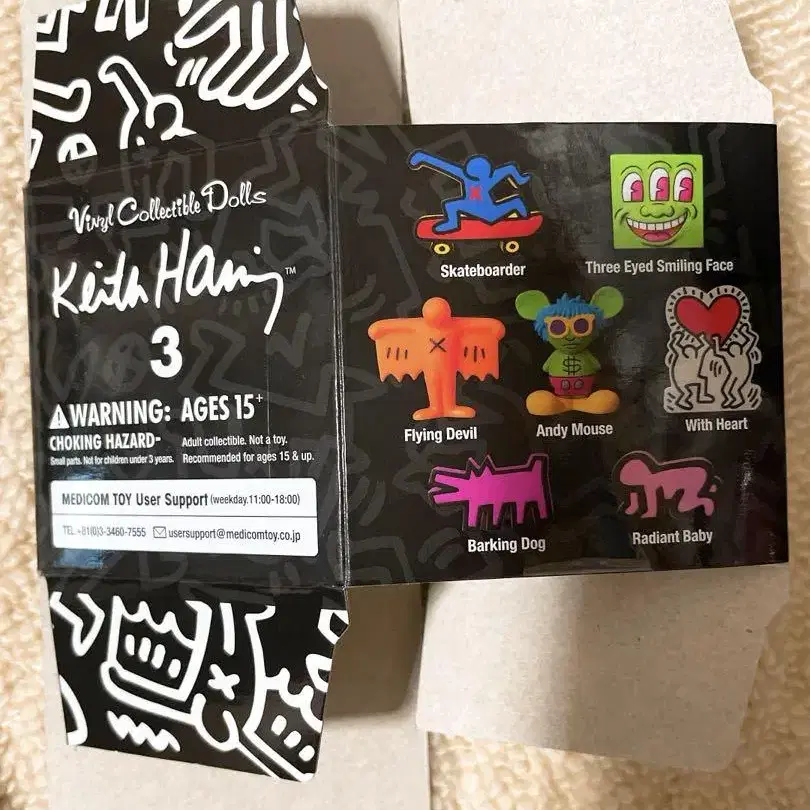 Vinyl Collectible Dolls
Keith Haring™
3
⚠WARNING: AGES 15+
CHOKING HAZARD-
Small parts. Not for children under 3 years.
Adult collectible. Not a toy.
Recommended for ages 15 & up.
MEDICOM TOY User Support (weekday.11:00-18:00)
TEL +81(0)3-3460-7555 usersupport@medicomtoy.co.jp
Skateboarder
Three Eyed Smiling Face
Flying Devil
Andy Mouse
With Heart
Barking Dog
Radiant Baby